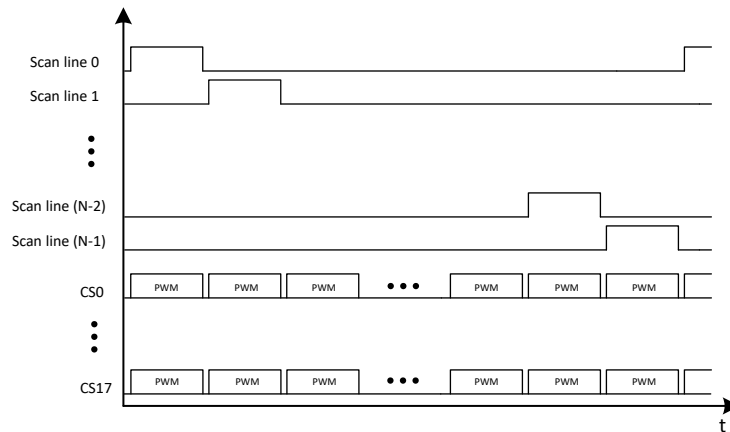 Scan line 0
Scan line 1
Scan line (N-2)
Scan line (N-1)
CS0
PWM PWM PWM PWM PWM PWM
CS17
PWM PWM PWM PWM PWM PWM
t